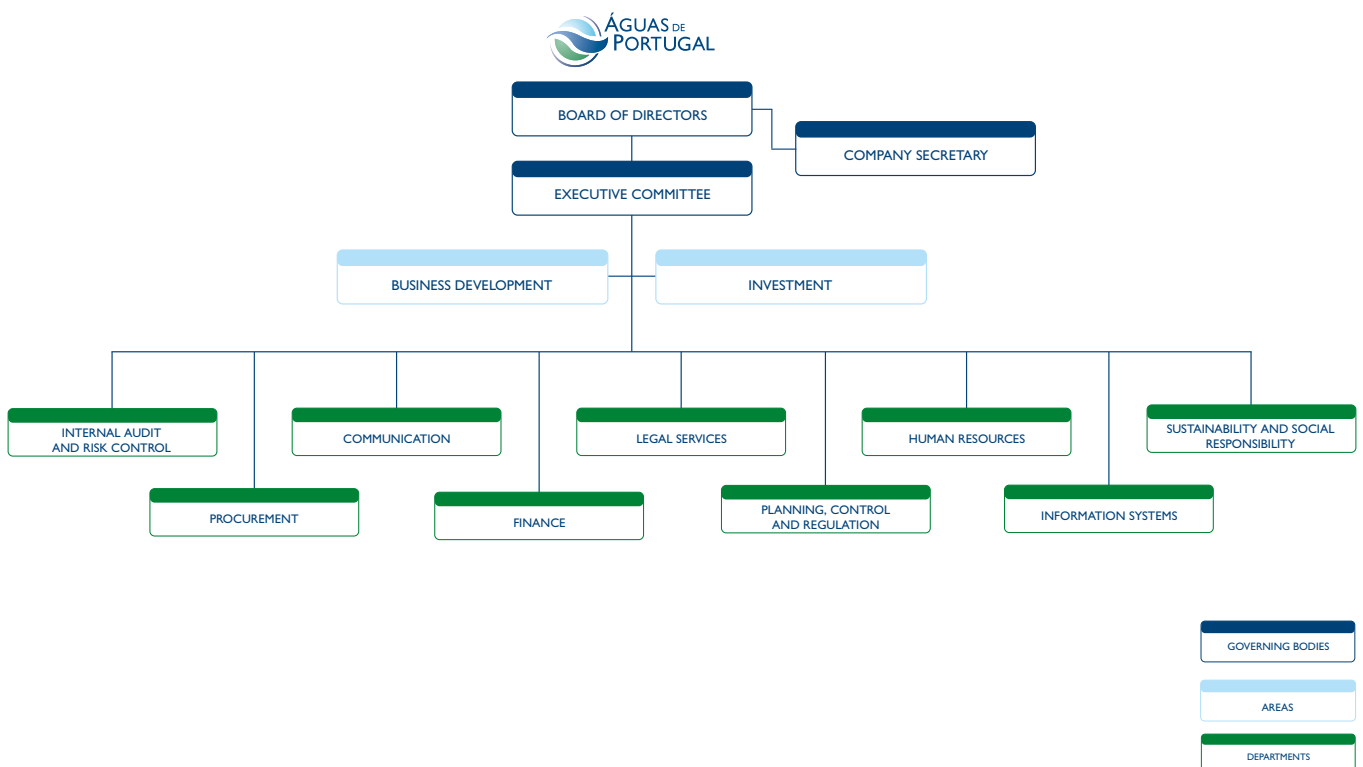 ÁGUAS DE
PORTUGAL
BOARD OF DIRECTORS
COMPANY SECRETARY
EXECUTIVE COMMITTEE
BUSINESS DEVELOPMENT
INVESTMENT
INTERNAL AUDIT
AND RISK CONTROL
COMMUNICATION
LEGAL SERVICES
HUMAN RESOURCES
SUSTAINABILITY AND SOCIAL
RESPONSIBILITY
PROCUREMENT
FINANCE
PLANNING, CONTROL
AND REGULATION
INFORMATION SYSTEMS
GOVERNING BODIES
AREAS
DEPARTMENTS